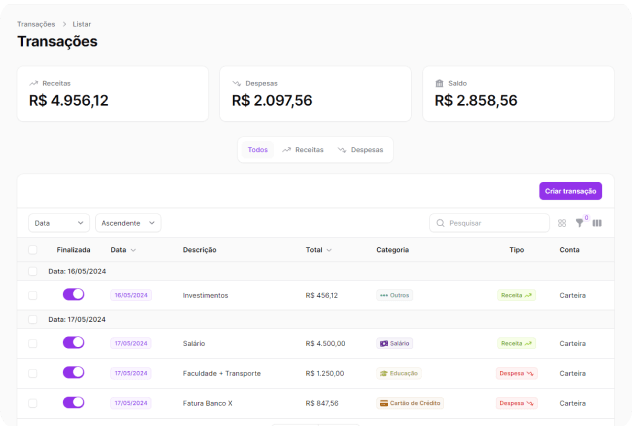 Transações > Listar
Transações
Receitas Despesas Saldo
R$ 4.956,12 R$ 2.097,56 R$ 2.858,56
Todos Receitas Despesas
Criar transação
Data Ascendente Pesquisar 0
Finalizada Data Descrição Total Categoria Tipo Conta
Data: 16/05/2024
16/05/2024 Investimentos R$ 456,12 Outros Receita Carteira
Data: 17/05/2024
17/05/2024 Salário R$ 4.500,00 Salário Receita Carteira
17/05/2024 Faculdade + Transporte R$ 1.250,00 Educação Despesa Carteira
17/05/2024 Fatura Banco X R$ 847,56 Cartão de Crédito Despesa Carteira